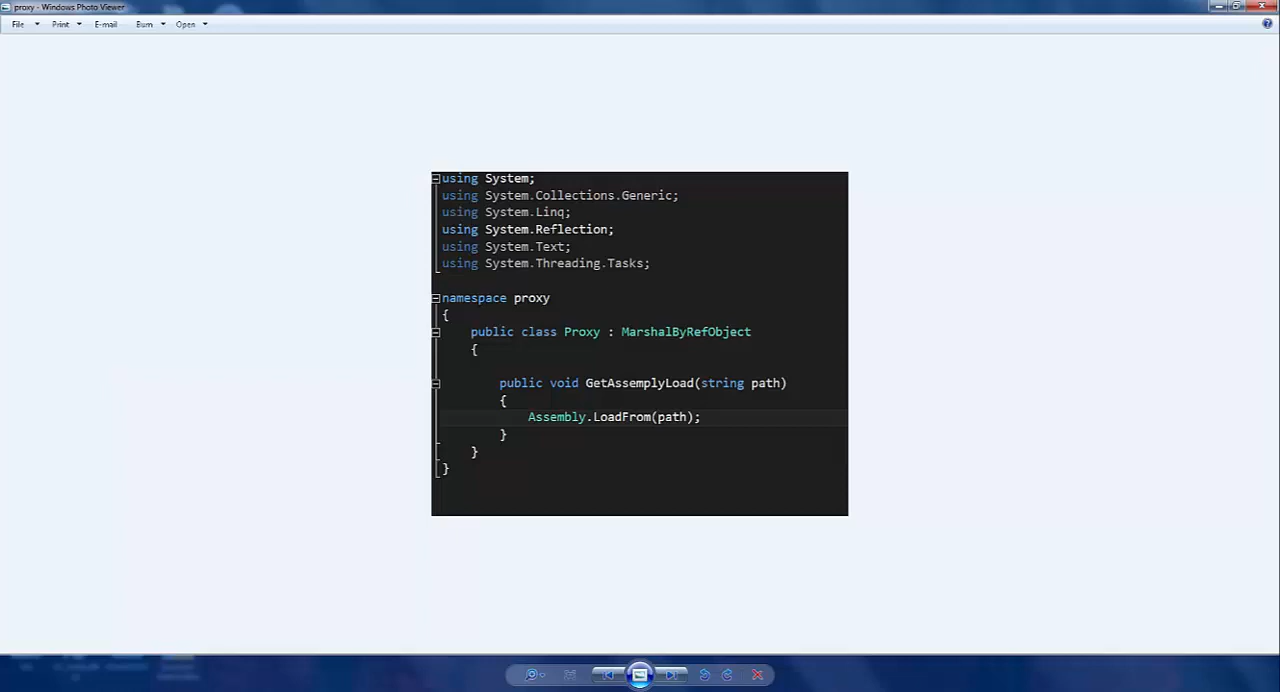 proxy - Windows Photo Viewer
File Print E-mail Burn Open
using System;
using System.Collections.Generic;
using System.Linq;
using System.Reflection;
using System.Text;
using System.Threading.Tasks;
namespace proxy
{
public class Proxy : MarshalByRefObject
{
public void GetAssemplyLoad(string path)
{
Assembly.LoadFrom(path);
}
}
}